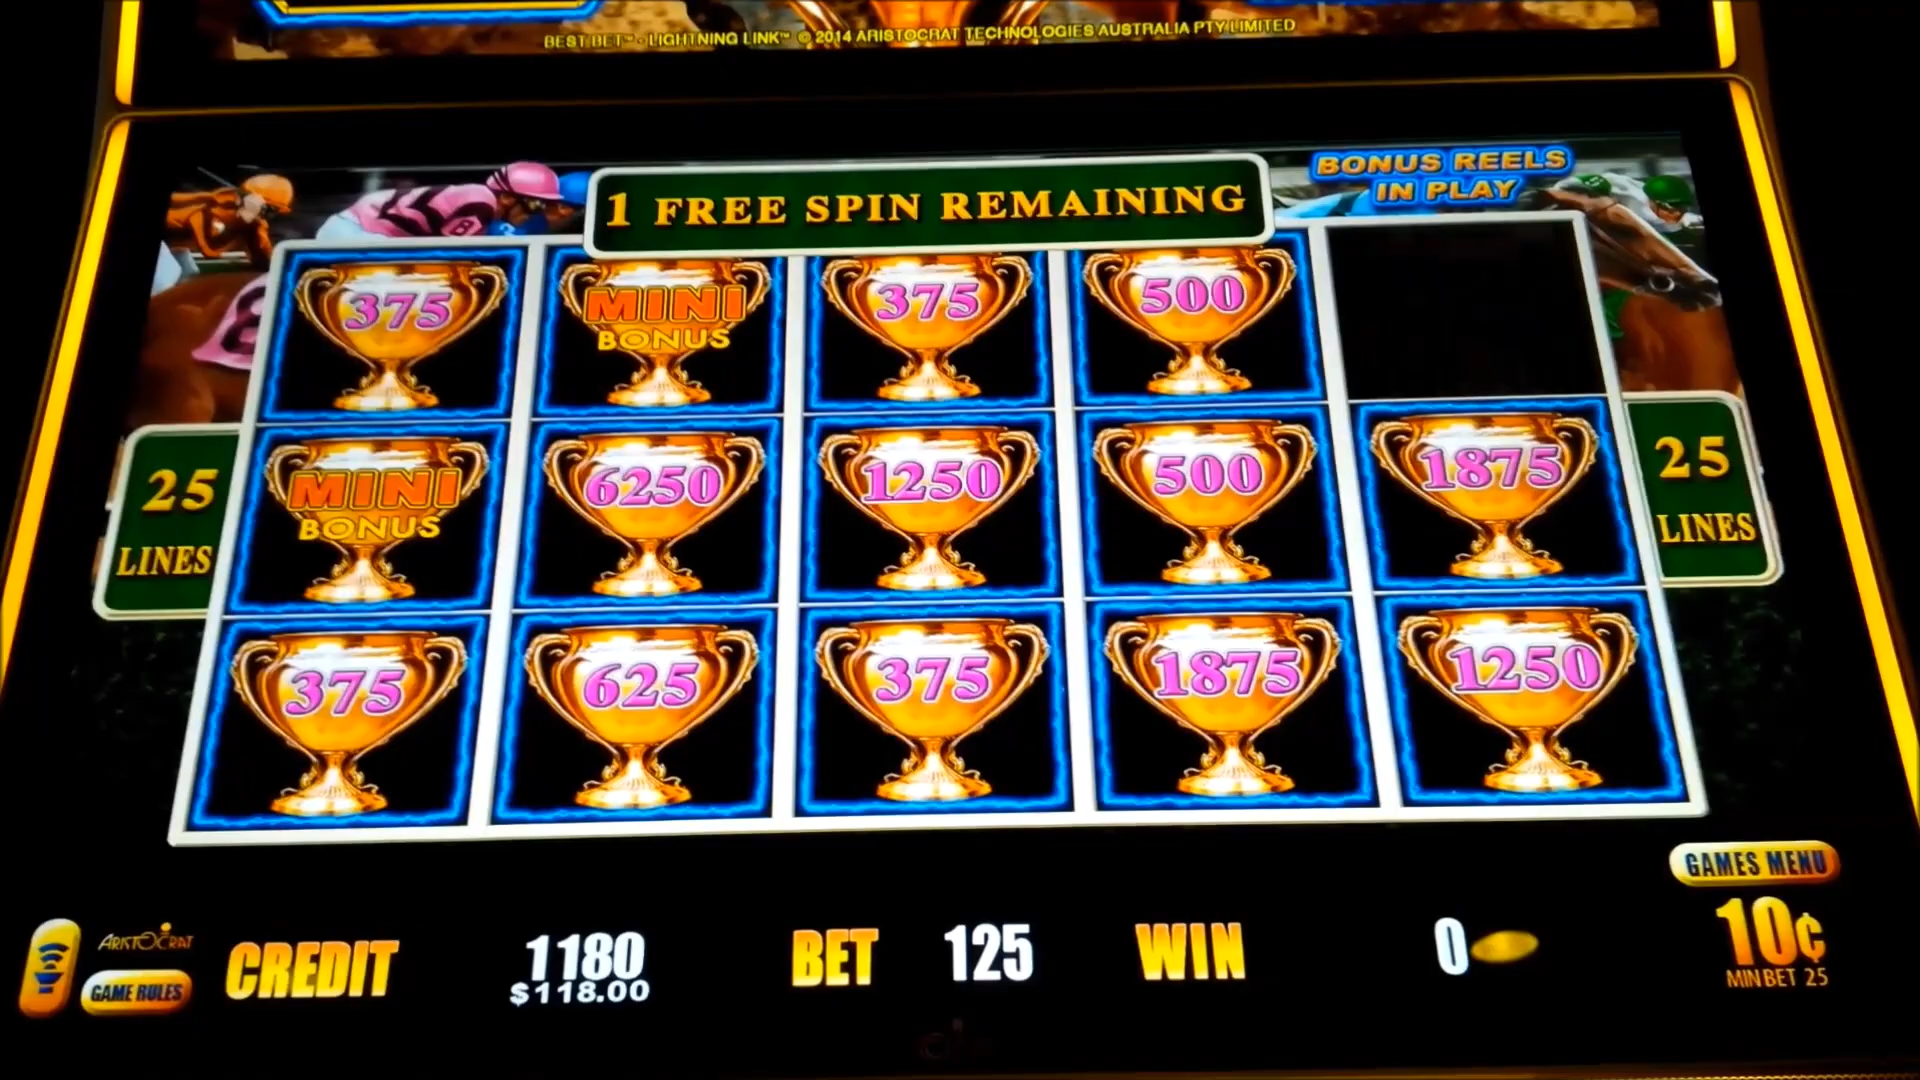 BEST BET™ - LIGHTNING LINK™ © 2014 ARISTOCRAT TECHNOLOGIES AUSTRALIA PTY LIMITED
1 FREE SPIN REMAINING
BONUS REELS
IN PLAY
375
MINI
BONUS
375
500
25
LINES
MINI
BONUS
6250
1250
500
1875
25
LINES
375
625
375
1875
1250
GAMES MENU
ARISTOCRAT
GAME RULES
CREDIT
1180
$118.00
BET
125
WIN
0
10¢
MIN BET 25
8
8